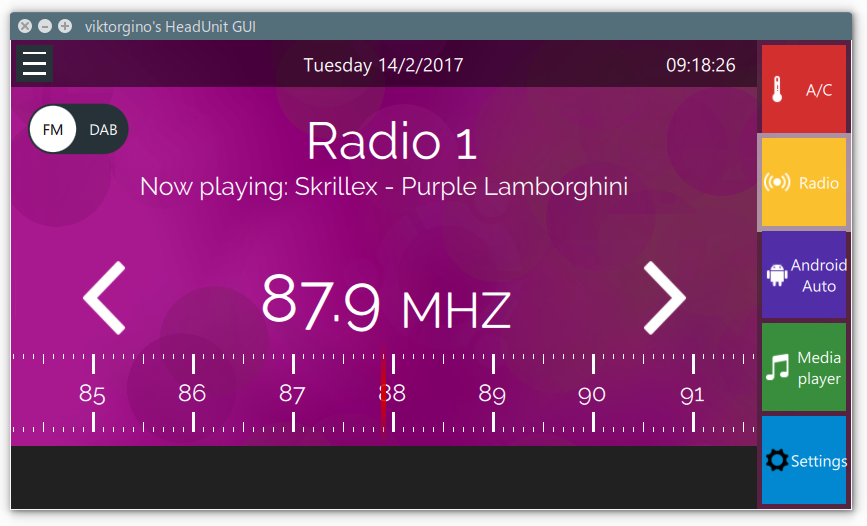 viktorgino's HeadUnit GUI
Tuesday 14/2/2017
09:18:26
FM
DAB
Radio 1
Now playing: Skrillex - Purple Lamborghini
87.9 MHZ
85 86 87 88 89 90 91
A/C
Radio
Android
Auto
Media
player
Settings